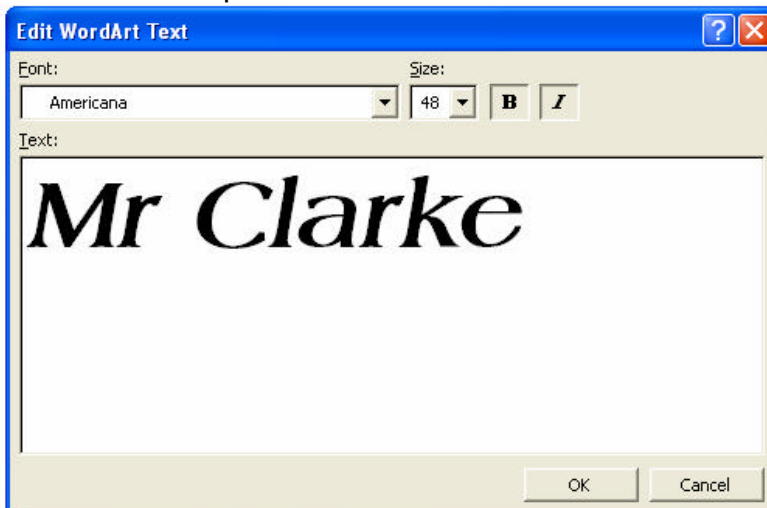 Edit WordArt Text
Font: Size:
Americana 48 B I
Text:
Mr Clarke
OK Cancel